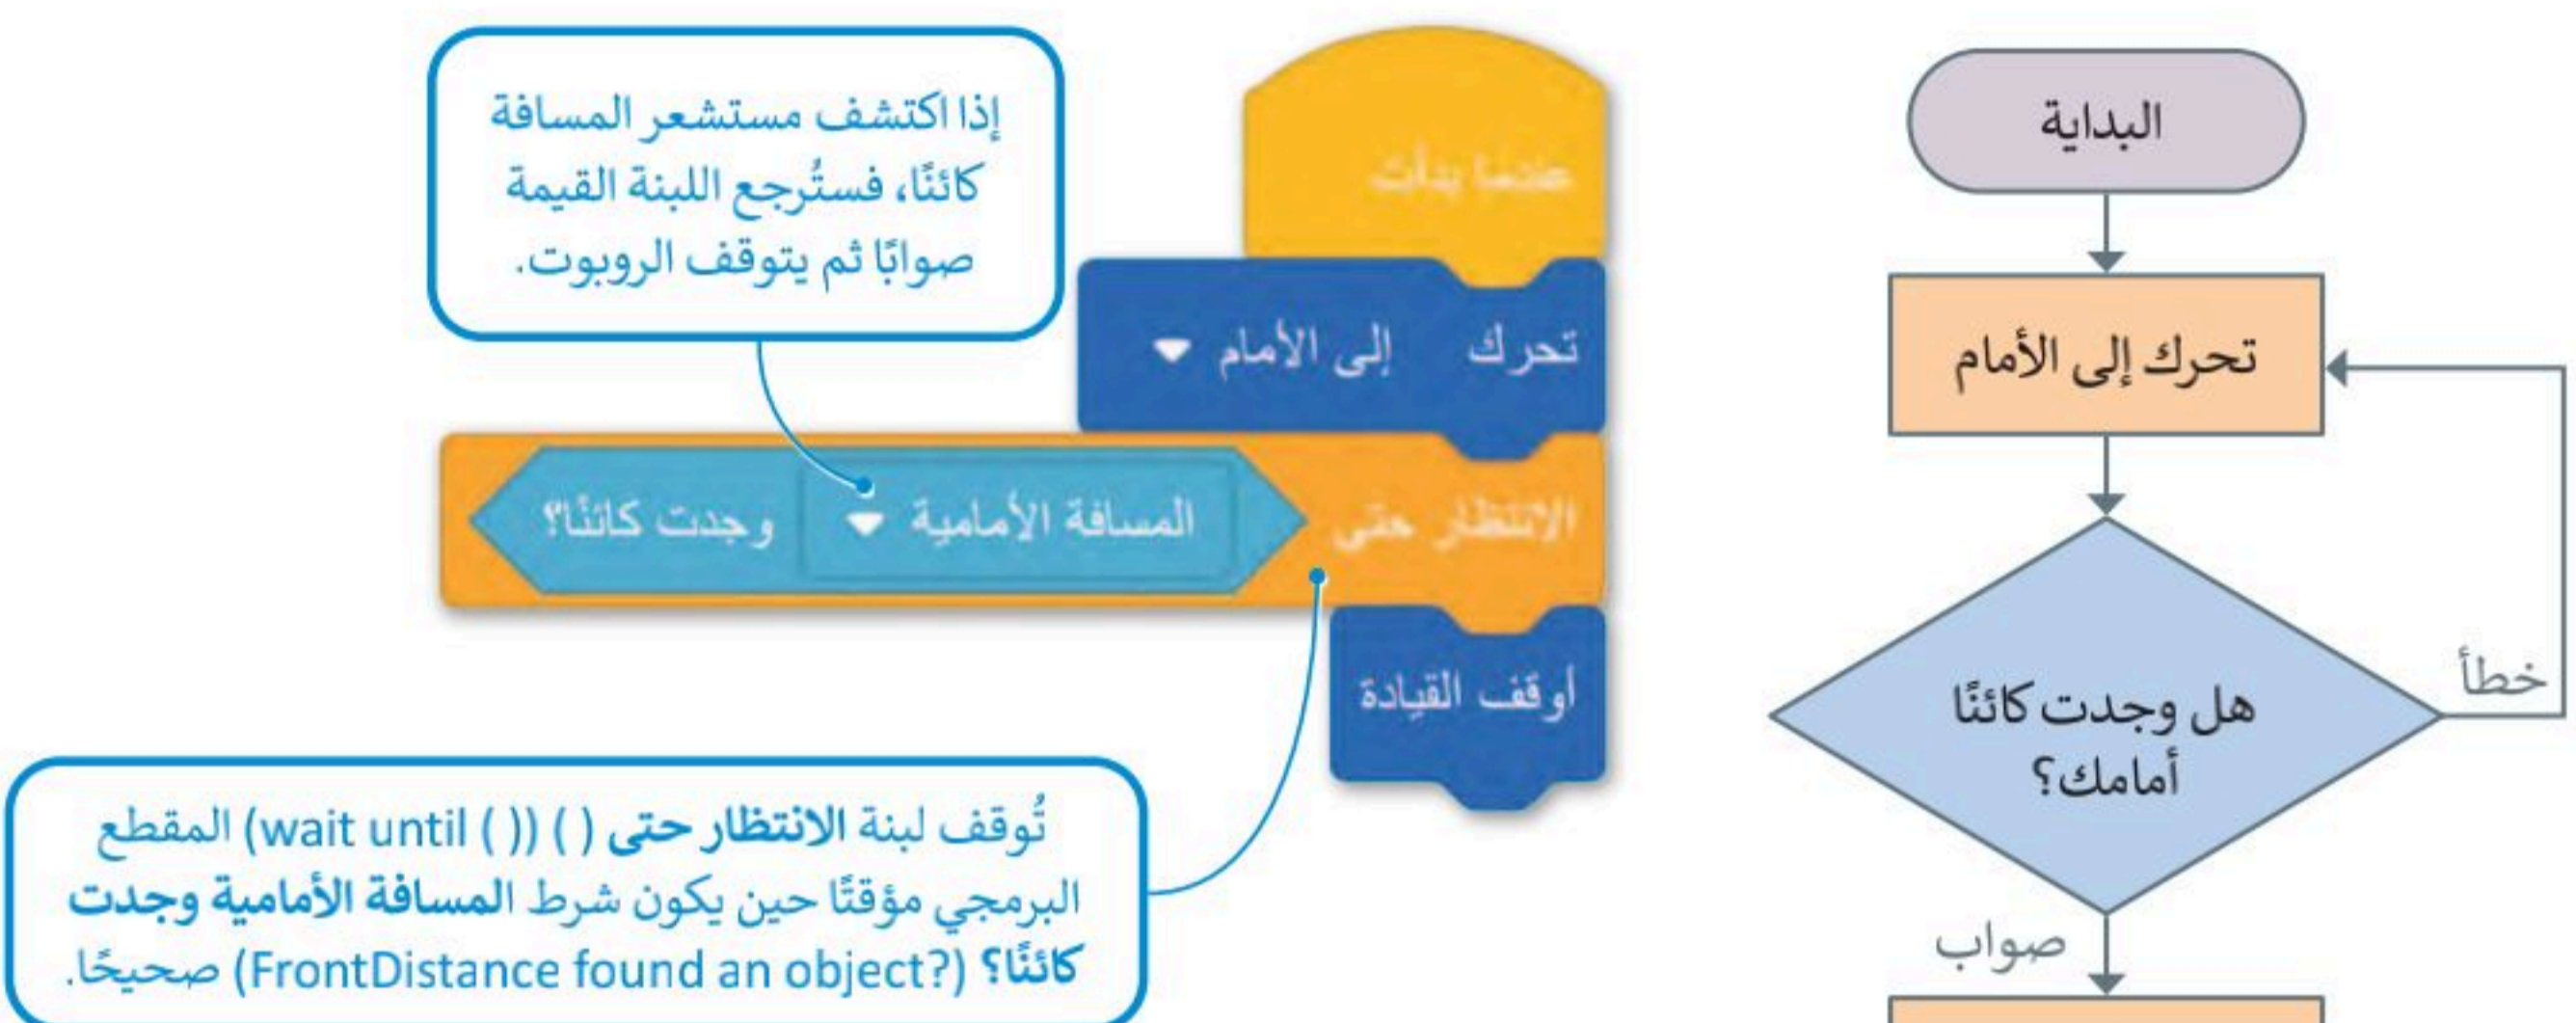 البداية
تحرك إلى الأمام
هل وجدت كائنًا
أمامك؟
خطأ
صواب
عندما بدأت
تحرك إلى الأمام
الانتظار حتى المسافة الأمامية وجدت كائنًا؟
أوقف القيادة
إذا اكتشف مستشعر المسافة
كائنًا، فستُرجع اللبنة القيمة
صوابًا ثم يتوقف الروبوت.
تُوقف لبنة الانتظار حتى ( ) (wait until ( )) المقطع
البرمجي مؤقتًا حين يكون شرط المسافة الأمامية وجدت
كائنًا؟ (FrontDistance found an object?) صحيحًا.